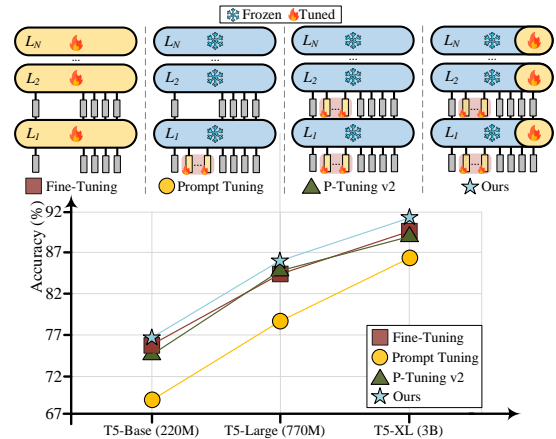 Frozen Tuned
L_N L_N L_N L_N
... ... ... ...
L_2 L_2 L_2 L_2
... ...
L_1 L_1 L_1 L_1
... ... ...
Fine-Tuning Prompt Tuning P-Tuning v2 Ours
Accuracy (%)
92
87
82
77
72
67
Fine-Tuning
Prompt Tuning
P-Tuning v2
Ours
T5-Base (220M) T5-Large (770M) T5-XL (3B)